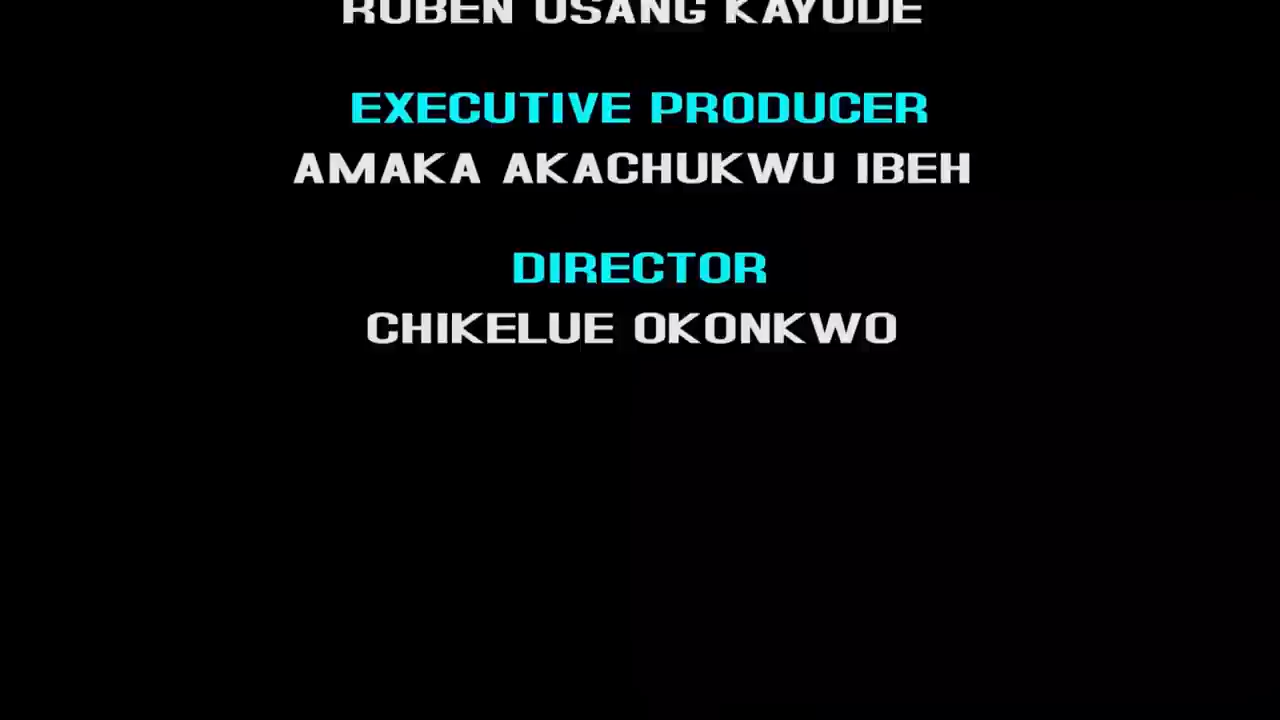 RUBEN USANG KAYODE
EXECUTIVE PRODUCER
AMAKA AKACHUKWU IBEH
DIRECTOR
CHIKELUE OKONKWO